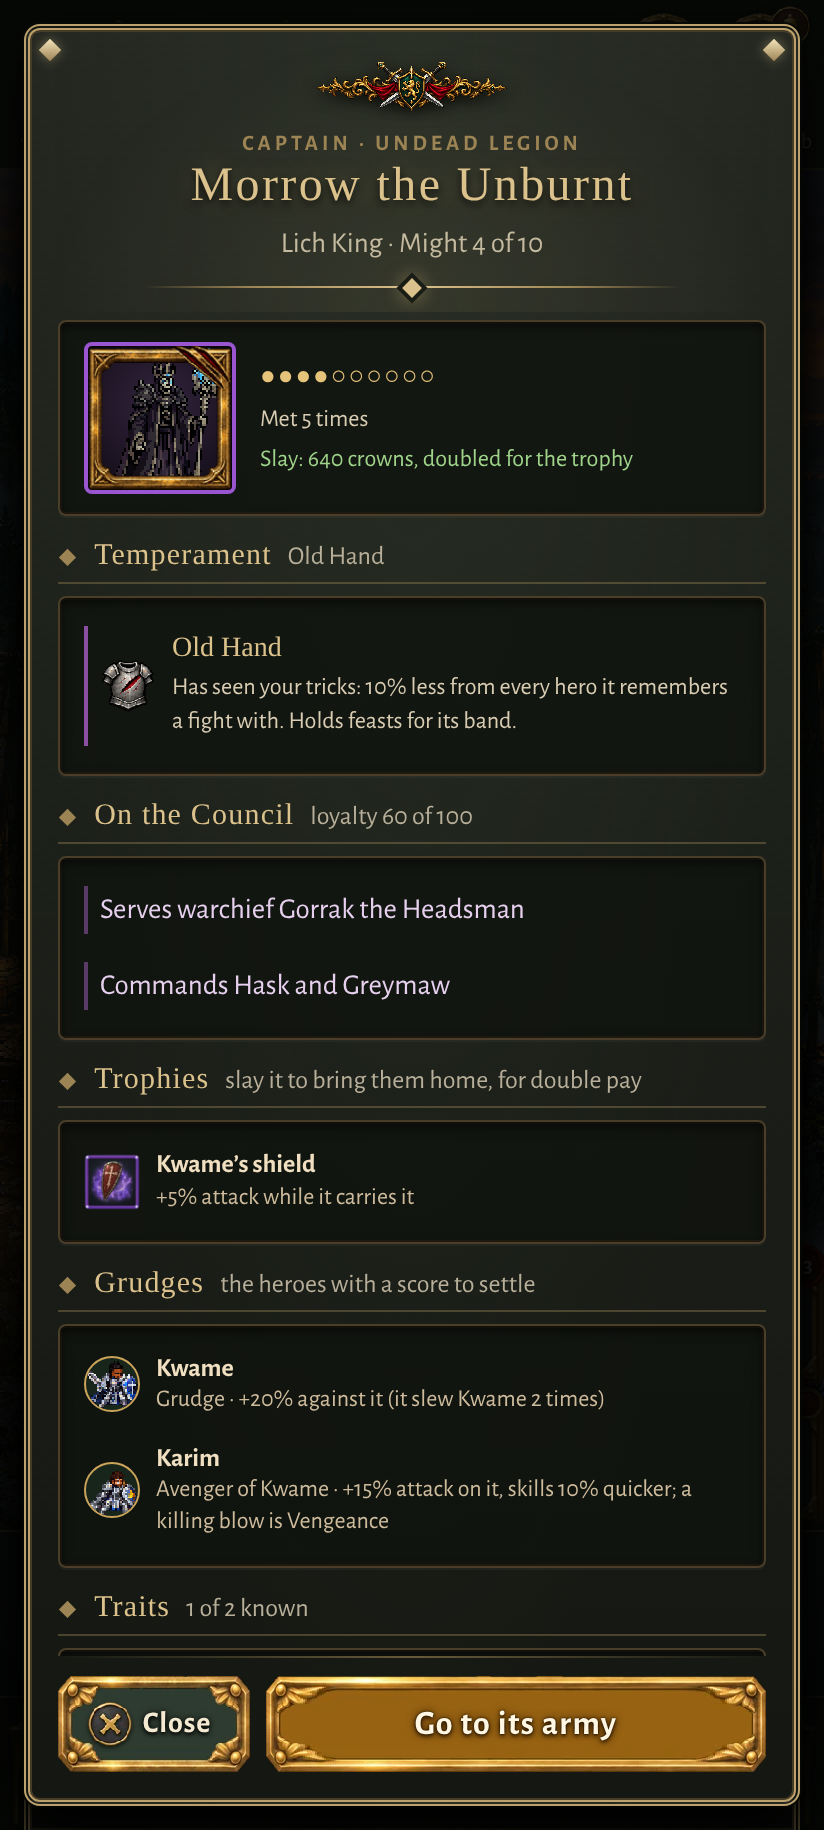 CAPTAIN · UNDEAD LEGION
Morrow the Unburnt
Lich King · Might 4 of 10
Met 5 times
Slay: 640 crowns, doubled for the trophy
Temperament Old Hand
Old Hand
Has seen your tricks: 10% less from every hero it remembers
a fight with. Holds feasts for its band.
On the Council loyalty 60 of 100
Serves warchief Gorrak the Headsman
Commands Hask and Greymaw
Trophies slay it to bring them home, for double pay
Kwame’s shield
+5% attack while it carries it
Grudges the heroes with a score to settle
Kwame
Grudge · +20% against it (it slew Kwame 2 times)
Karim
Avenger of Kwame · +15% attack on it, skills 10% quicker; a
killing blow is Vengeance
Traits 1 of 2 known
Close
Go to its army